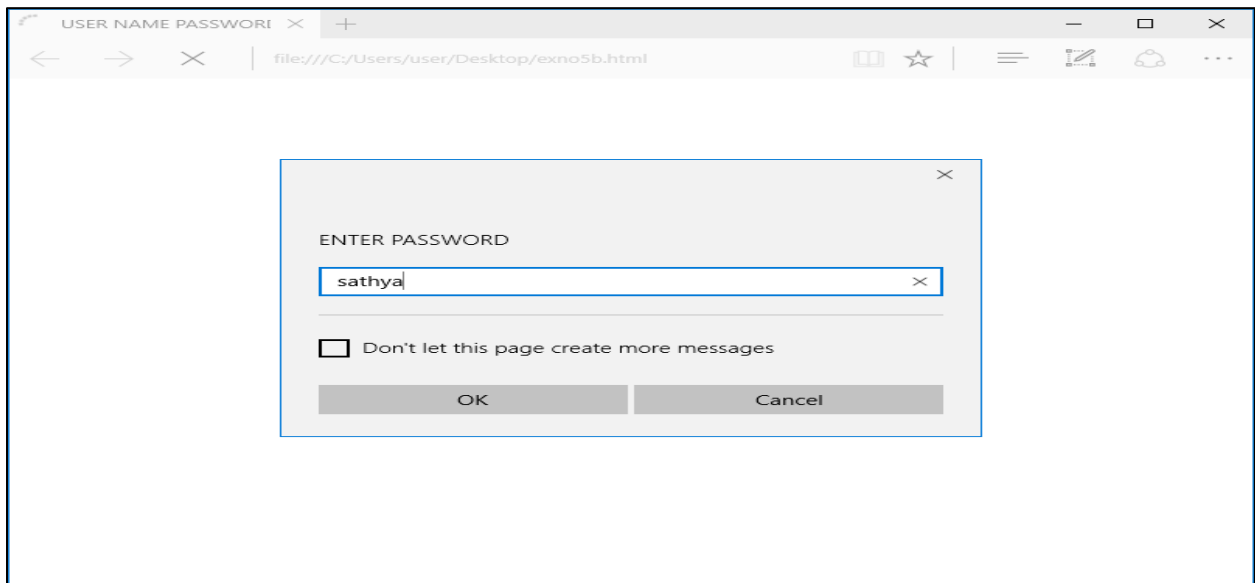 USER NAME PASSWORI
file:///C:/Users/user/Desktop/exno5b.html
ENTER PASSWORD
sathya
Don't let this page create more messages
OK Cancel